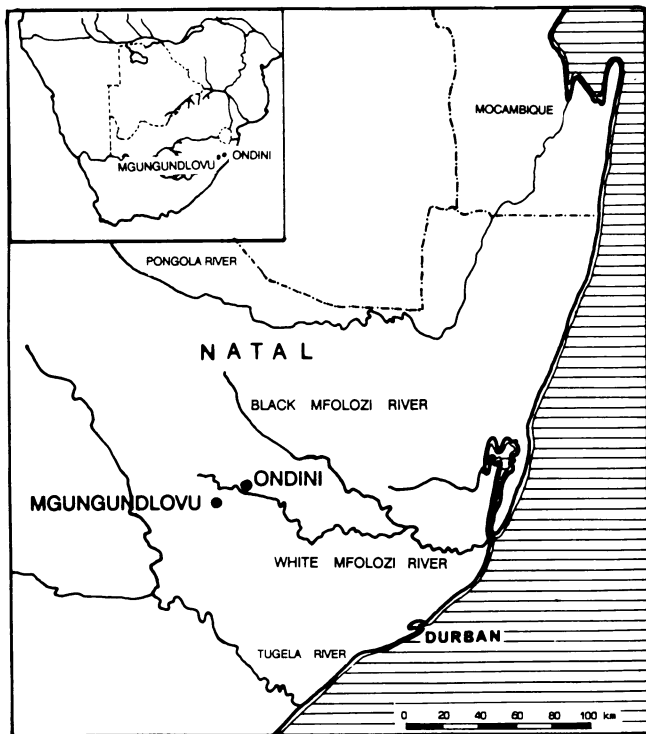 MGUNGUNDLOVU
ONDINI
MOCAMBIQUE
PONGOLA RIVER
NATAL
BLACK MFOLOZI RIVER
ONDINI
MGUNGUNDLOVU
WHITE MFOLOZI RIVER
DURBAN
TUGELA RIVER
0 20 40 60 80 100 km